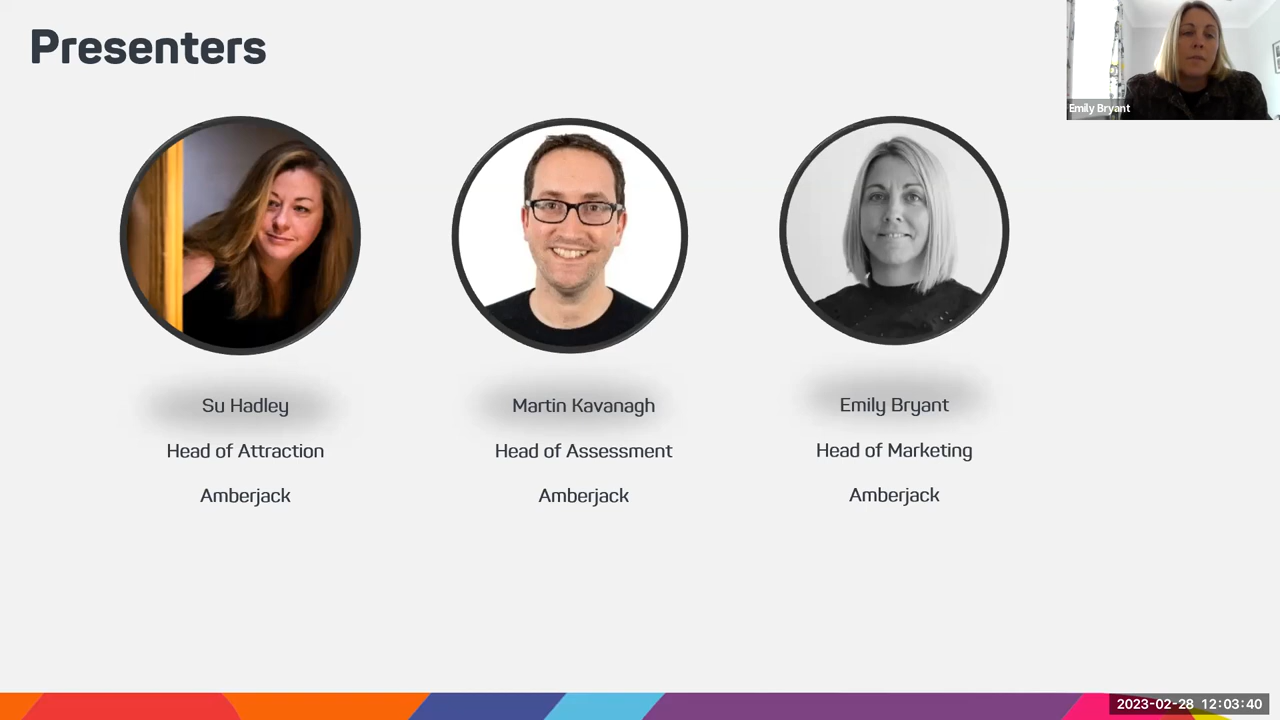 Presenters
Emily Bryant
Su Hadley
Head of Attraction
Amberjack
Martin Kavanagh
Head of Assessment
Amberjack
Emily Bryant
Head of Marketing
Amberjack
2023-02-28 12:03:40